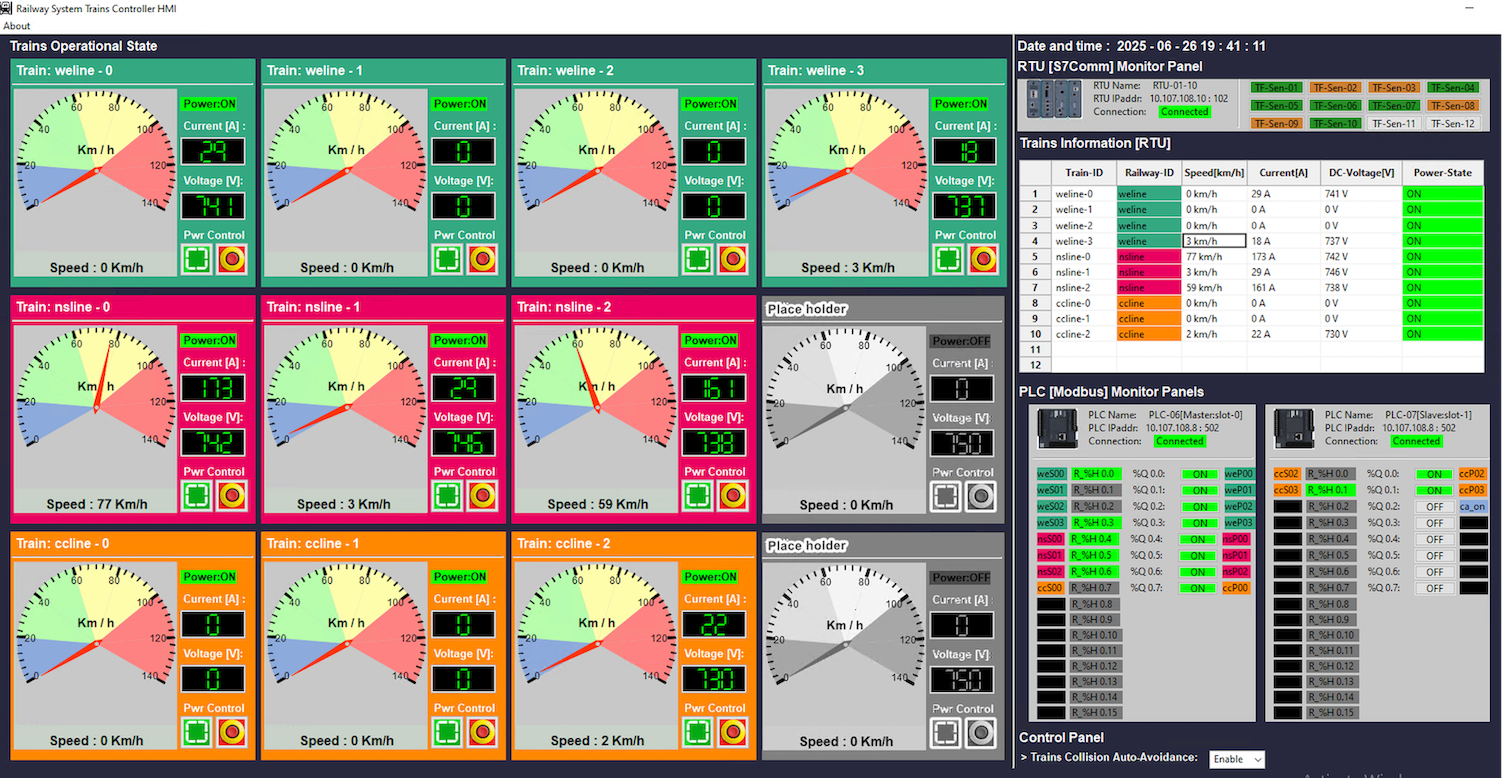 Railway System Trains Controller HMI
About
Trains Operational State
Train: weline - 0
0 20 40 60 80 100 120 140
Km / h
Speed : 0 Km/h
Power:ON
Current [A] :
29
Voltage [V]:
741
Pwr Control
Train: weline - 1
0 20 40 60 80 100 120 140
Km / h
Speed : 0 Km/h
Power:ON
Current [A] :
0
Voltage [V]:
0
Pwr Control
Train: weline - 2
0 20 40 60 80 100 120 140
Km / h
Speed : 0 Km/h
Power:ON
Current [A] :
0
Voltage [V]:
0
Pwr Control
Train: weline - 3
0 20 40 60 80 100 120 140
Km / h
Speed : 3 Km/h
Power:ON
Current [A] :
18
Voltage [V]:
737
Pwr Control
Train: nsline - 0
0 20 40 60 80 100 120 140
Km / h
Speed : 77 Km/h
Power:ON
Current [A] :
173
Voltage [V]:
742
Pwr Control
Train: nsline - 1
0 20 40 60 80 100 120 140
Km / h
Speed : 3 Km/h
Power:ON
Current [A] :
29
Voltage [V]:
746
Pwr Control
Train: nsline - 2
0 20 40 60 80 100 120 140
Km / h
Speed : 59 Km/h
Power:ON
Current [A] :
161
Voltage [V]:
738
Pwr Control
Place holder
0 20 40 60 80 100 120 140
Km / h
Speed : 0 Km/h
Power:OFF
Current [A] :
0
Voltage [V]:
750
Pwr Control
Train: ccline - 0
0 20 40 60 80 100 120 140
Km / h
Speed : 0 Km/h
Power:ON
Current [A] :
0
Voltage [V]:
0
Pwr Control
Train: ccline - 1
0 20 40 60 80 100 120 140
Km / h
Speed : 0 Km/h
Power:ON
Current [A] :
0
Voltage [V]:
0
Pwr Control
Train: ccline - 2
0 20 40 60 80 100 120 140
Km / h
Speed : 2 Km/h
Power:ON
Current [A] :
22
Voltage [V]:
730
Pwr Control
Place holder
0 20 40 60 80 100 120 140
Km / h
Speed : 0 Km/h
Power:OFF
Current [A] :
0
Voltage [V]:
750
Pwr Control
Date and time : 2025 - 06 - 26 19 : 41 : 11
RTU [S7Comm] Monitor Panel
RTU Name: RTU-01-10
RTU IPaddr: 10.107.108.10 : 102
Connection: Connected
TF-Sen-01 TF-Sen-02 TF-Sen-03 TF-Sen-04
TF-Sen-05 TF-Sen-06 TF-Sen-07 TF-Sen-08
TF-Sen-09 TF-Sen-10 TF-Sen-11 TF-Sen-12
Trains Information [RTU]
Train-ID Railway-ID Speed[km/h] Current[A] DC-Voltage[V] Power-State
1 weline-0 weline 0 km/h 29 A 741 V ON
2 weline-1 weline 0 km/h 0 A 0 V ON
3 weline-2 weline 0 km/h 0 A 0 V ON
4 weline-3 weline 3 km/h 18 A 737 V ON
5 nsline-0 nsline 77 km/h 173 A 742 V ON
6 nsline-1 nsline 3 km/h 29 A 746 V ON
7 nsline-2 nsline 59 km/h 161 A 738 V ON
8 ccline-0 ccline 0 km/h 0 A 0 V ON
9 ccline-1 ccline 0 km/h 0 A 0 V ON
10 ccline-2 ccline 2 km/h 22 A 730 V ON
11
12
PLC [Modbus] Monitor Panels
PLC Name: PLC-06[Master:slot-0]
PLC IPaddr: 10.107.108.8 : 502
Connection: Connected
weS00 R_%H 0.0 %Q 0.0: ON weP00
weS01 R_%H 0.1 %Q 0.1: ON weP01
weS02 R_%H 0.2 %Q 0.2: ON weP02
weS03 R_%H 0.3 %Q 0.3: ON weP03
nsS00 R_%H 0.4 %Q 0.4: ON nsP00
nsS01 R_%H 0.5 %Q 0.5: ON nsP01
nsS02 R_%H 0.6 %Q 0.6: ON nsP02
ccS00 R_%H 0.7 %Q 0.7: ON ccP00
R_%H 0.8
R_%H 0.9
R_%H 0.10
R_%H 0.11
R_%H 0.12
R_%H 0.13
R_%H 0.14
R_%H 0.15
PLC Name: PLC-07[Slave:slot-1]
PLC IPaddr: 10.107.108.8 : 502
Connection: Connected
ccS02 R_%H 0.0 %Q 0.0: ON ccP02
ccS03 R_%H 0.1 %Q 0.1: ON ccP03
R_%H 0.2 %Q 0.2: OFF ca_on
R_%H 0.3 %Q 0.3: OFF
R_%H 0.4 %Q 0.4: OFF
R_%H 0.5 %Q 0.5: OFF
R_%H 0.6 %Q 0.6: OFF
R_%H 0.7 %Q 0.7: OFF
R_%H 0.8
R_%H 0.9
R_%H 0.10
R_%H 0.11
R_%H 0.12
R_%H 0.13
R_%H 0.14
R_%H 0.15
Control Panel
> Trains Collision Auto-Avoidance: Enable